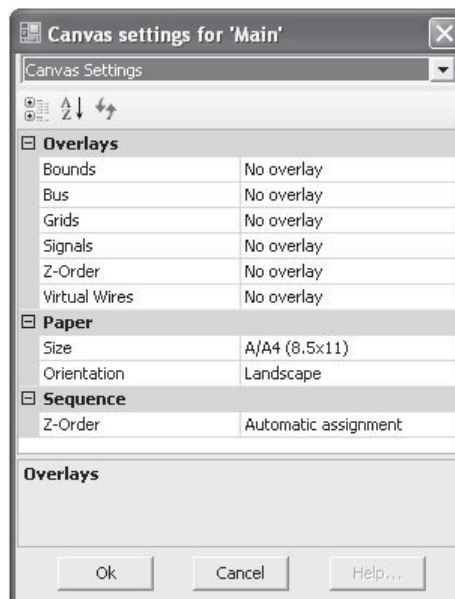 Canvas settings for 'Main'
Canvas Settings
Overlays
Bounds No overlay
Bus No overlay
Grids No overlay
Signals No overlay
Z-Order No overlay
Virtual Wires No overlay
Paper
Size A/A4 (8.5x11)
Orientation Landscape
Sequence
Z-Order Automatic assignment
Overlays
Ok Cancel Help...